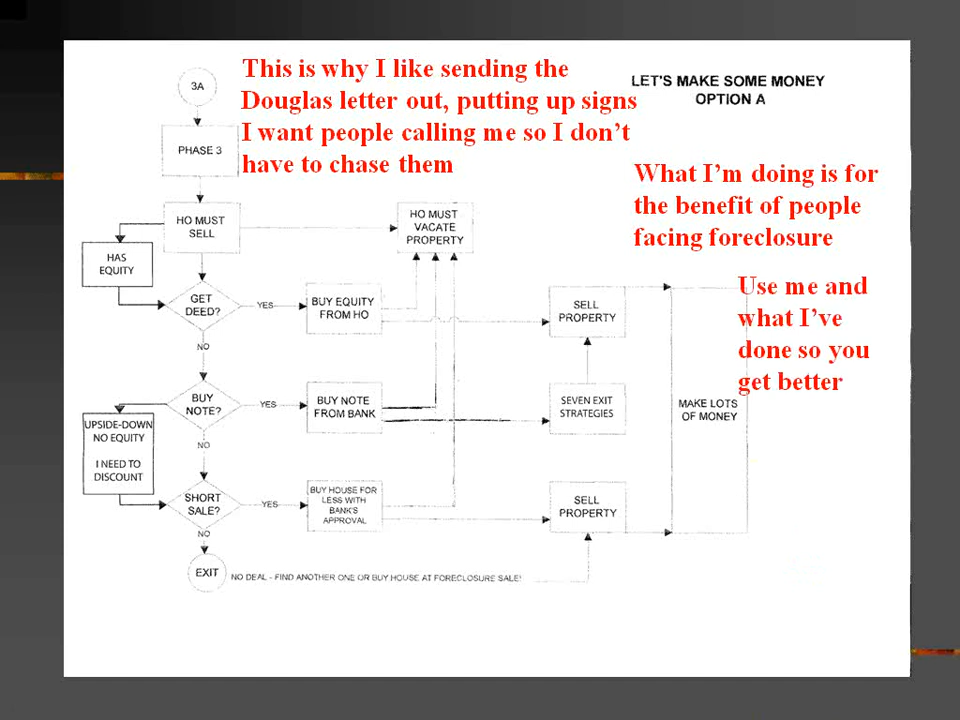 This is why I like sending the
Douglas letter out, putting up signs
I want people calling me so I don't
have to chase them
LET'S MAKE SOME MONEY
OPTION A
What I'm doing is for
the benefit of people
facing foreclosure
Use me and
what I've
done so you
get better
3A
PHASE 3
HO MUST
SELL
HO MUST
VACATE
PROPERTY
HAS
EQUITY
GET
DEED?
YES
BUY EQUITY
FROM HO
SELL
PROPERTY
NO
BUY
NOTE?
YES
BUY NOTE
FROM BANK
SEVEN EXIT
STRATEGIES
MAKE LOTS
OF MONEY
UPSIDE-DOWN
NO EQUITY
I NEED TO
DISCOUNT
NO
SHORT
SALE?
YES
BUY HOUSE FOR
LESS WITH
BANK'S
APPROVAL
SELL
PROPERTY
NO
EXIT
NO DEAL - FIND ANOTHER ONE OR BUY HOUSE AT FORECLOSURE SALE!